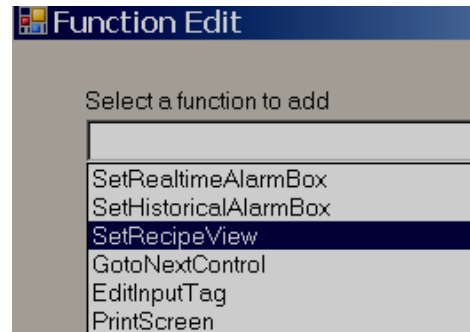 Function Edit
Select a function to add
SetRealtimeAlarmBox
SetHistoricalAlarmBox
SetRecipeView
GotoNextControl
EditInputTag
PrintScreen